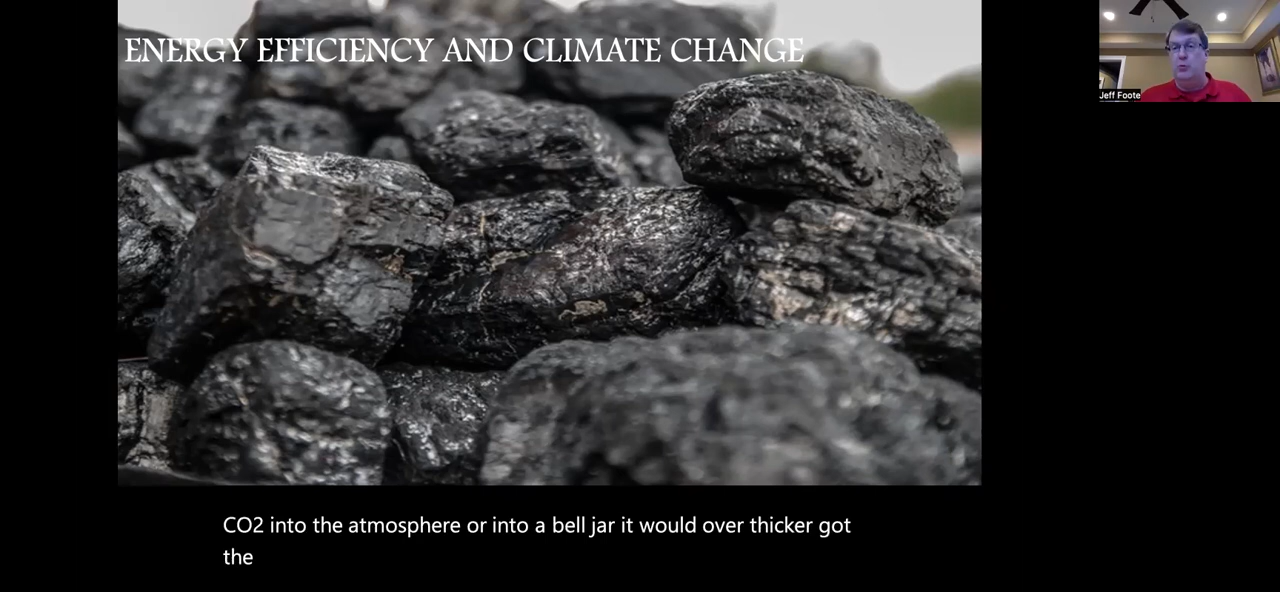 ENERGY EFFICIENCY AND CLIMATE CHANGE
Jeff Foote
CO2 into the atmosphere or into a bell jar it would over thicker got
the